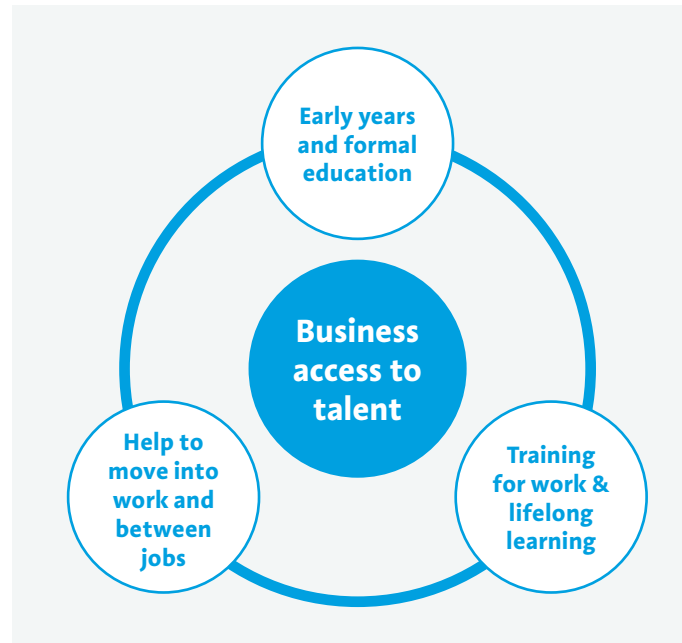 Early years
and formal
education
Business
access to
talent
Help to
move into
work and
between
jobs
Training
for work &
lifelong
learning